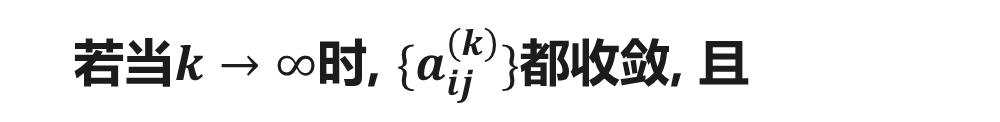 若当k → ∞时, {a_{ij}^{(k)}}都收敛, 且